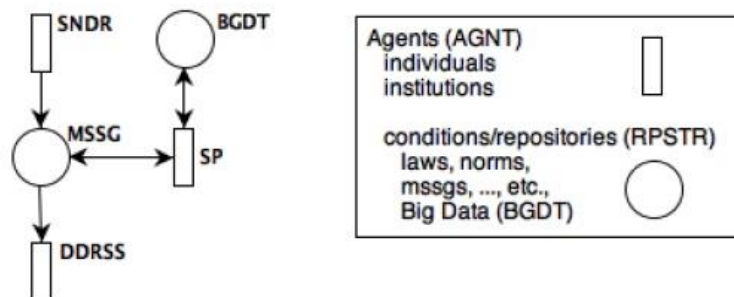 SNDR
BGDT
MSSG
SP
DDRSS
Agents (AGNT)
individuals
institutions
conditions/repositories (RPSTR)
laws, norms,
mssgs, ..., etc.,
Big Data (BGDT)